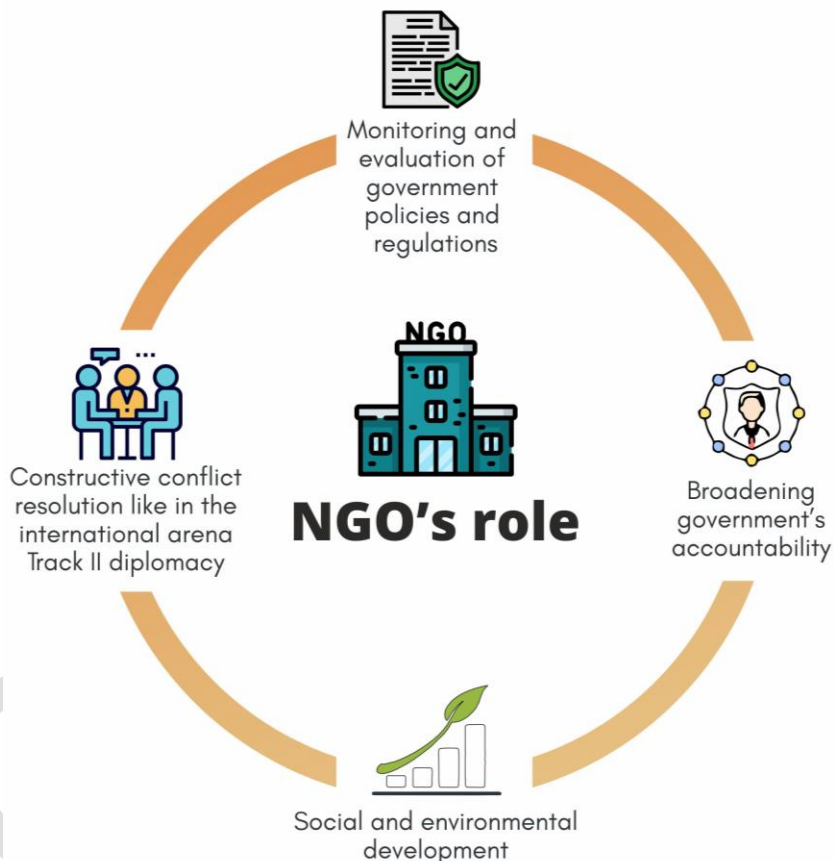 Monitoring and
evaluation of
government
policies and
regulations
NGO
NGO's role
Constructive conflict
resolution like in the
international arena
Track II diplomacy
Broadening
government's
accountability
Social and environmental
development